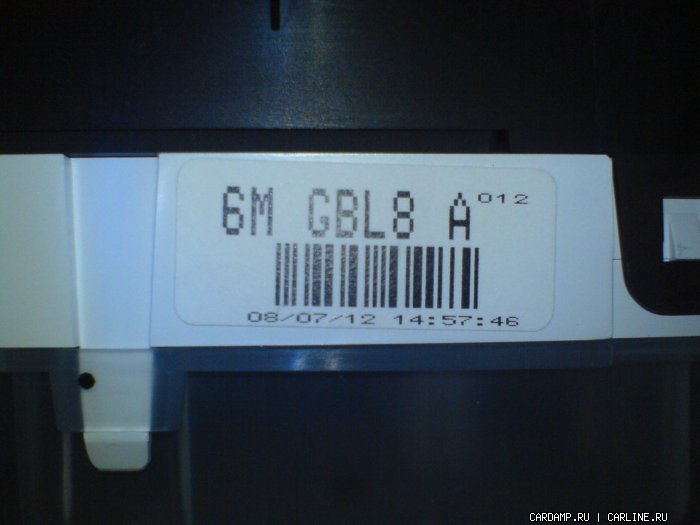 6M GBL8 A 012
08/07/12 14:57:46
CARDAMP.RU | CARLINE.RU